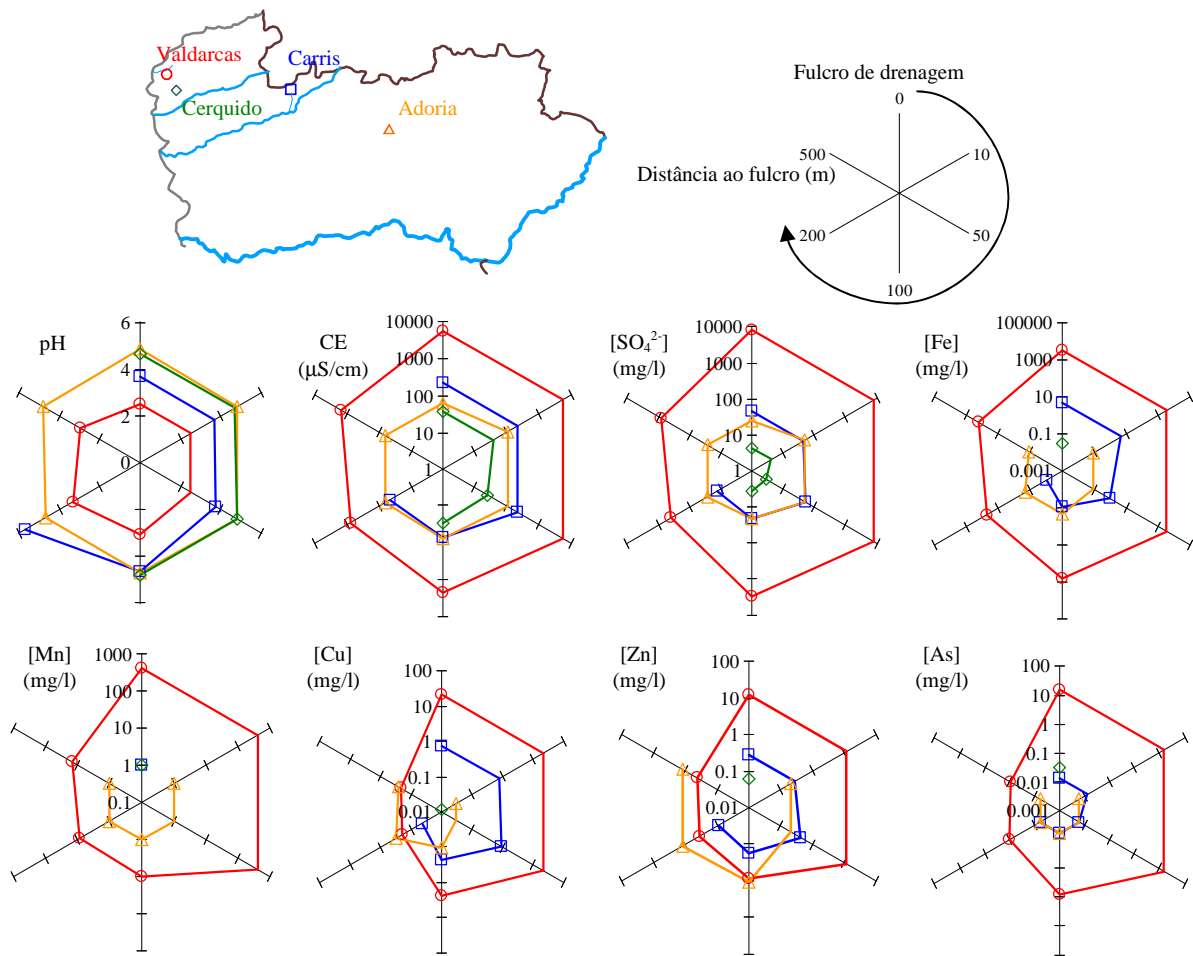 Valdarcas
Carris
Cerquido
Adoria
Fulcro de drenagem
0
500
10
Distância ao fulcro (m)
200
50
100
pH
6
4
2
0
CE
(µS/cm)
10000
1000
100
10
1
[SO₄²⁻]
(mg/l)
10000
1000
100
10
1
[Fe]
(mg/l)
100000
1000
10
0.1
0.001
[Mn]
(mg/l)
1000
100
10
1
0.1
[Cu]
(mg/l)
100
10
1
0.1
0.01
[Zn]
(mg/l)
100
10
1
0.1
0.01
[As]
(mg/l)
100
10
1
0.1
0.01
0.001